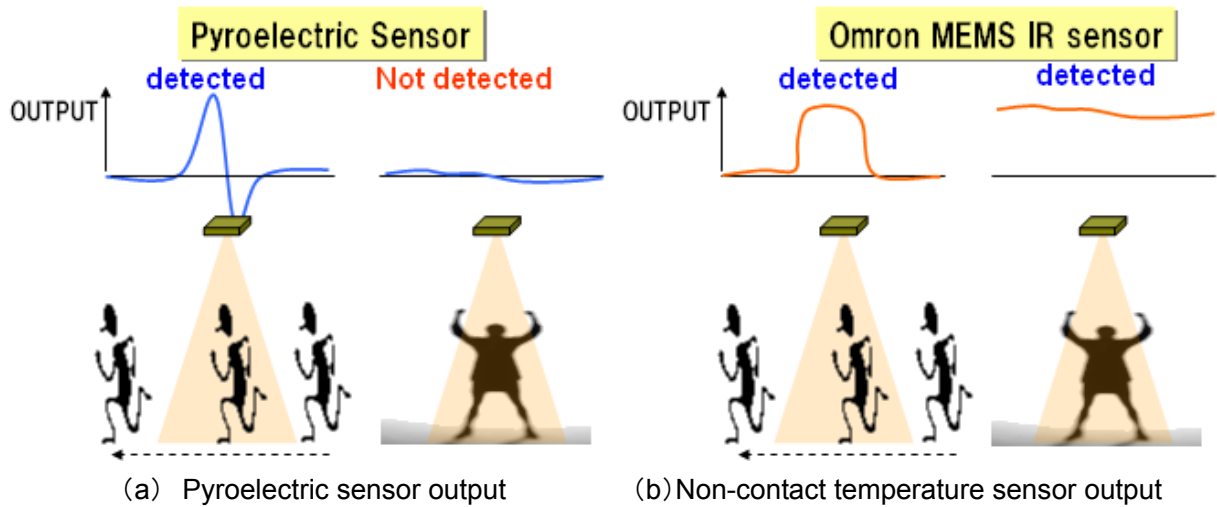 Pyroelectric Sensor
detected
Not detected
OUTPUT
Omron MEMS IR sensor
detected
detected
OUTPUT
(a) Pyroelectric sensor output
(b)Non-contact temperature sensor output